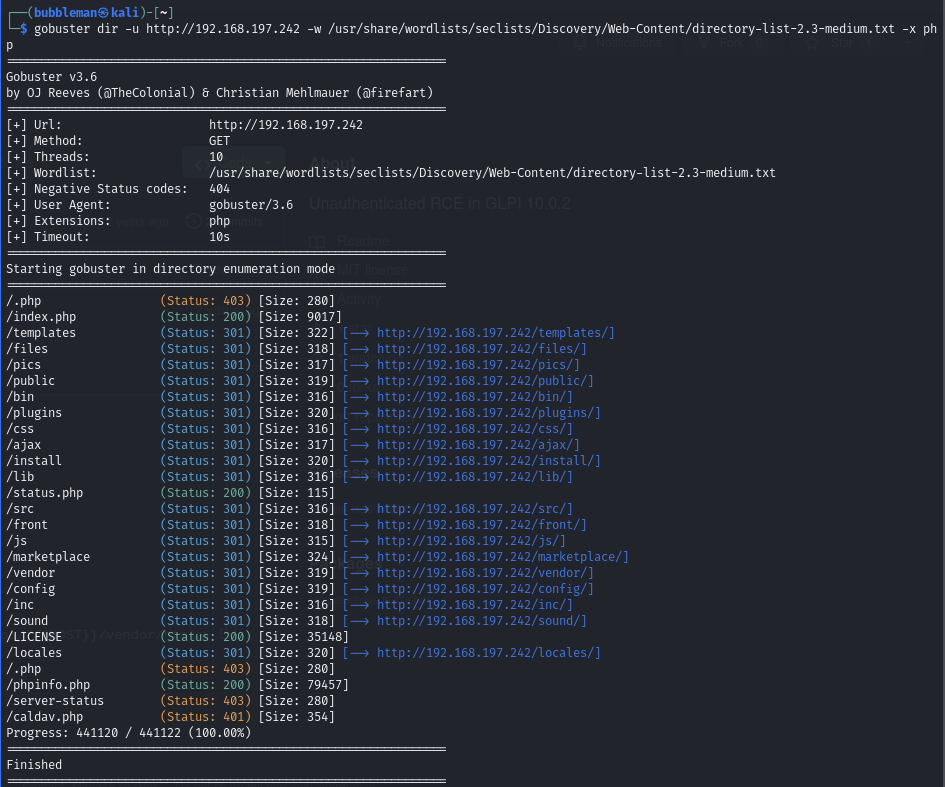 ┌──(bubbleman㉿kali)-[~]
└─$ gobuster dir -u http://192.168.197.242 -w /usr/share/wordlists/seclists/Discovery/Web-Content/directory-list-2.3-medium.txt -x ph
p
===============================================================
Gobuster v3.6
by OJ Reeves (@TheColonial) & Christian Mehlmauer (@firefart)
===============================================================
[+] Url:                     http://192.168.197.242
[+] Method:                  GET
[+] Threads:                 10
[+] Wordlist:                /usr/share/wordlists/seclists/Discovery/Web-Content/directory-list-2.3-medium.txt
[+] Negative Status codes:   404
[+] User Agent:              gobuster/3.6
[+] Extensions:              php
[+] Timeout:                 10s
===============================================================
Starting gobuster in directory enumeration mode
===============================================================
/.php                 (Status: 403) [Size: 280]
/index.php            (Status: 200) [Size: 9017]
/templates            (Status: 301) [Size: 322] [--> http://192.168.197.242/templates/]
/files                (Status: 301) [Size: 318] [--> http://192.168.197.242/files/]
/pics                 (Status: 301) [Size: 317] [--> http://192.168.197.242/pics/]
/public               (Status: 301) [Size: 319] [--> http://192.168.197.242/public/]
/bin                  (Status: 301) [Size: 316] [--> http://192.168.197.242/bin/]
/plugins              (Status: 301) [Size: 320] [--> http://192.168.197.242/plugins/]
/css                  (Status: 301) [Size: 316] [--> http://192.168.197.242/css/]
/ajax                 (Status: 301) [Size: 317] [--> http://192.168.197.242/ajax/]
/install              (Status: 301) [Size: 320] [--> http://192.168.197.242/install/]
/lib                  (Status: 301) [Size: 316] [--> http://192.168.197.242/lib/]
/status.php           (Status: 200) [Size: 115]
/src                  (Status: 301) [Size: 316] [--> http://192.168.197.242/src/]
/front                (Status: 301) [Size: 318] [--> http://192.168.197.242/front/]
/js                   (Status: 301) [Size: 315] [--> http://192.168.197.242/js/]
/marketplace          (Status: 301) [Size: 324] [--> http://192.168.197.242/marketplace/]
/vendor               (Status: 301) [Size: 319] [--> http://192.168.197.242/vendor/]
/config               (Status: 301) [Size: 319] [--> http://192.168.197.242/config/]
/inc                  (Status: 301) [Size: 316] [--> http://192.168.197.242/inc/]
/sound                (Status: 301) [Size: 318] [--> http://192.168.197.242/sound/]
/LICENSE              (Status: 200) [Size: 35148]
/locales              (Status: 301) [Size: 320] [--> http://192.168.197.242/locales/]
/.php                 (Status: 403) [Size: 280]
/phpinfo.php          (Status: 200) [Size: 79457]
/server-status        (Status: 403) [Size: 280]
/caldav.php           (Status: 401) [Size: 354]
Progress: 441120 / 441122 (100.00%)
===============================================================
Finished
===============================================================
Notifications
Fork
Star
About
Unauthenticated RCE in GLPI 10.0.2
Readme
Activity